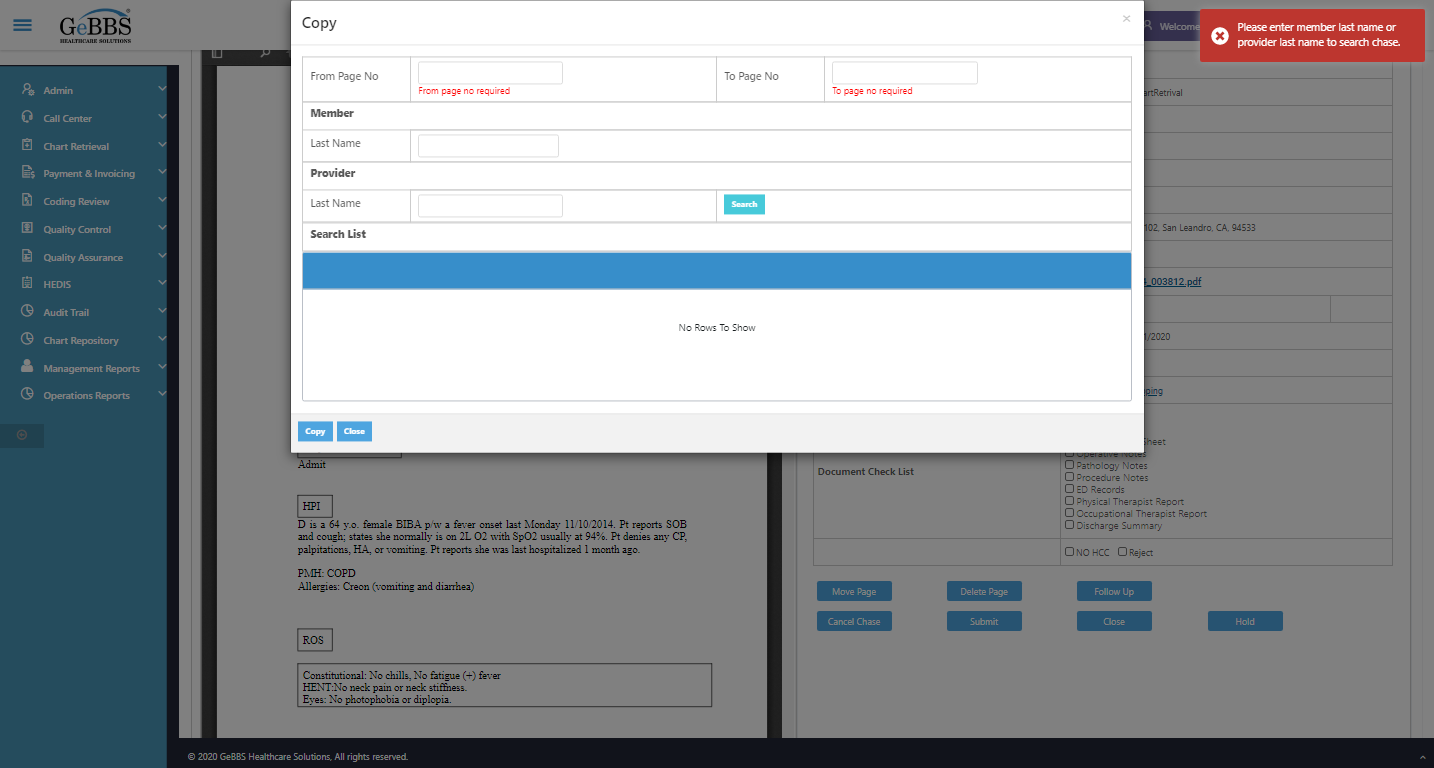 GeBBS
HEALTHCARE SOLUTIONS
Copy
×
Welcome
Please enter member last name or
provider last name to search chase.
From Page No
From page no required
To Page No
To page no required
Member
Last Name
Provider
Last Name
Search
Search List
No Rows To Show
Copy
Close
Admin
Call Center
Chart Retrieval
Payment & Invoicing
Coding Review
Quality Control
Quality Assurance
HEDIS
Audit Trail
Chart Repository
Management Reports
Operations Reports
Admit
HPI
D is a 64 y.o. female BIBA p/w a fever onset last Monday 11/10/2014. Pt reports SOB
and cough; states she normally is on 2L O2 with SpO2 usually at 94%. Pt denies any CP,
palpitations, HA, or vomiting. Pt reports she was last hospitalized 1 month ago.
PMH: COPD
Allergies: Creon (vomiting and diarrhea)
ROS
Constitutional: No chills, No fatigue (+) fever
HENT:No neck pain or neck stiffness.
Eyes: No photophobia or diplopia.
artRetrival
102, San Leandro, CA, 94533
_003812.pdf
1/2020
ping
Document Check List
Sheet
Operative Notes
Pathology Notes
Procedure Notes
ED Records
Physical Therapist Report
Occupational Therapist Report
Discharge Summary
NO HCC Reject
Move Page
Delete Page
Follow Up
Cancel Chase
Submit
Close
Hold
© 2020 GeBBS Healthcare Solutions, All rights reserved.